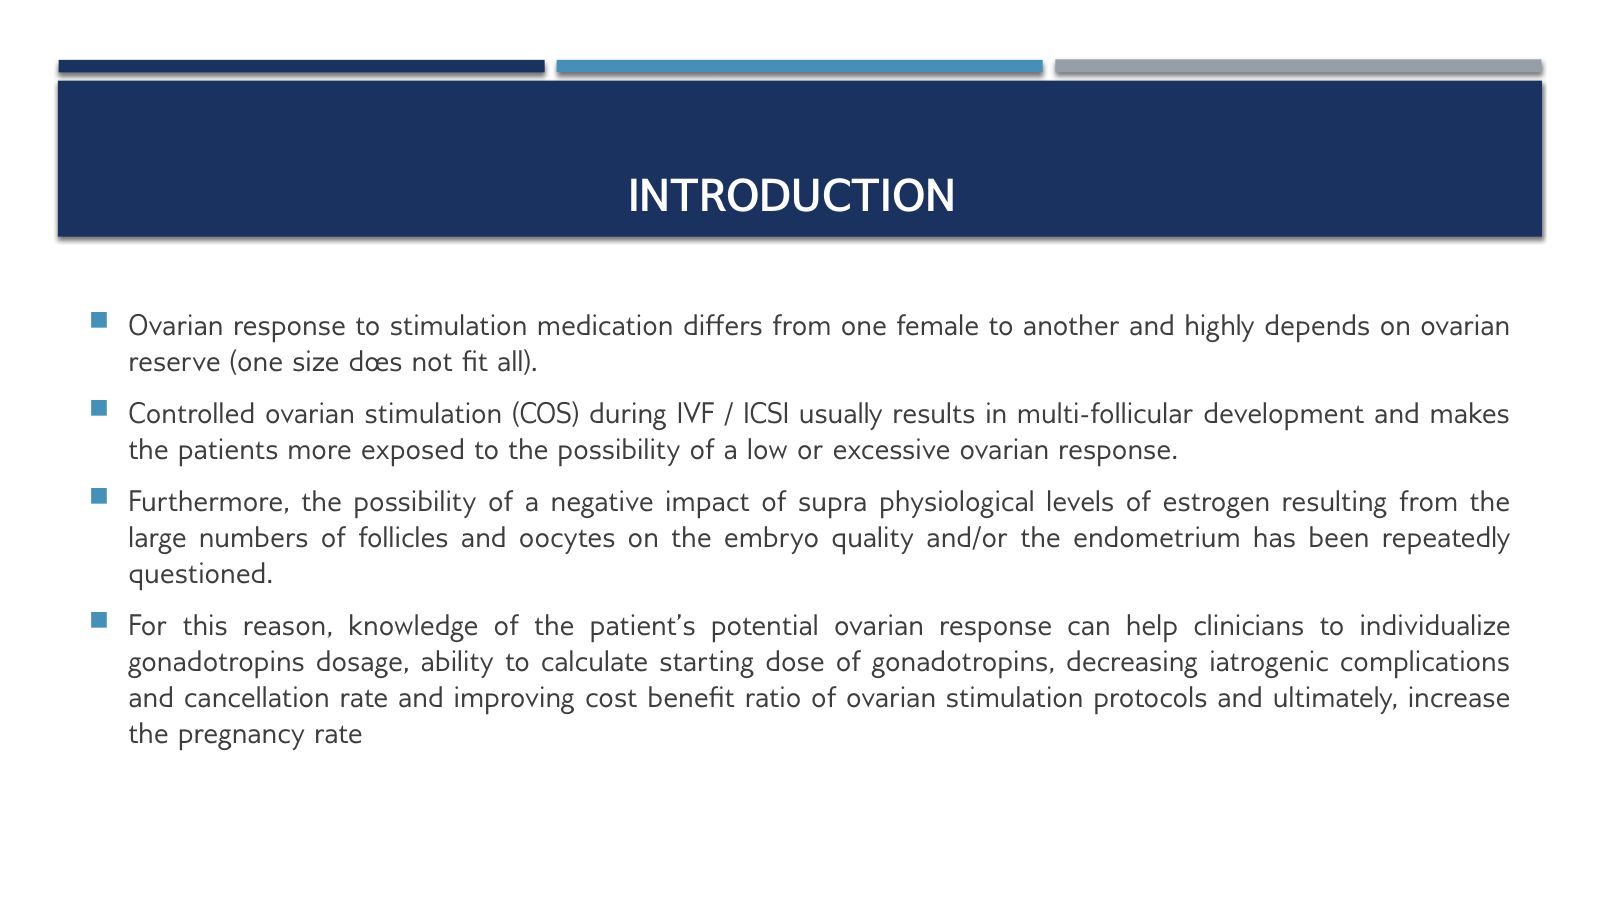 INTRODUCTION
Ovarian response to stimulation medication differs from one female to another and highly depends on ovarian
reserve (one size does not fit all).
Controlled ovarian stimulation (COS) during IVF / ICSI usually results in multi-follicular development and makes
the patients more exposed to the possibility of a low or excessive ovarian response.
Furthermore, the possibility of a negative impact of supra physiological levels of estrogen resulting from the
large numbers of follicles and oocytes on the embryo quality and/or the endometrium has been repeatedly
questioned.
For this reason, knowledge of the patient’s potential ovarian response can help clinicians to individualize
gonadotropins dosage, ability to calculate starting dose of gonadotropins, decreasing iatrogenic complications
and cancellation rate and improving cost benefit ratio of ovarian stimulation protocols and ultimately, increase
the pregnancy rate